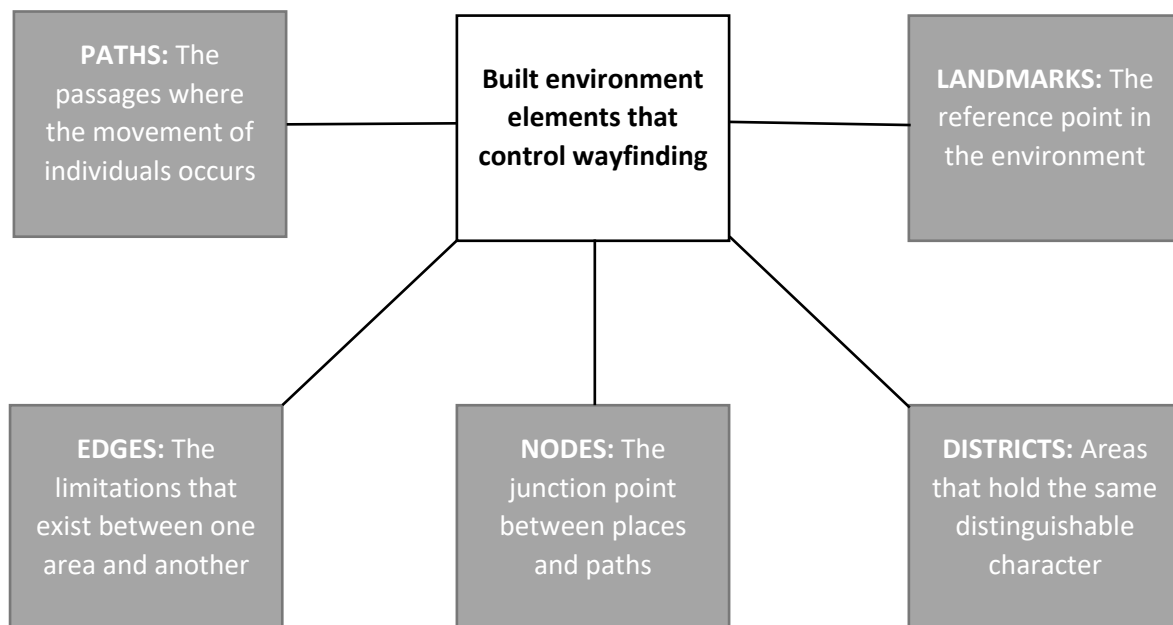 PATHS: The
passages where
the movement of
individuals occurs
Built environment
elements that
control wayfinding
LANDMARKS: The
reference point in
the environment
EDGES: The
limitations that
exist between one
area and another
NODES: The
junction point
between places
and paths
DISTRICTS: Areas
that hold the same
distinguishable
character